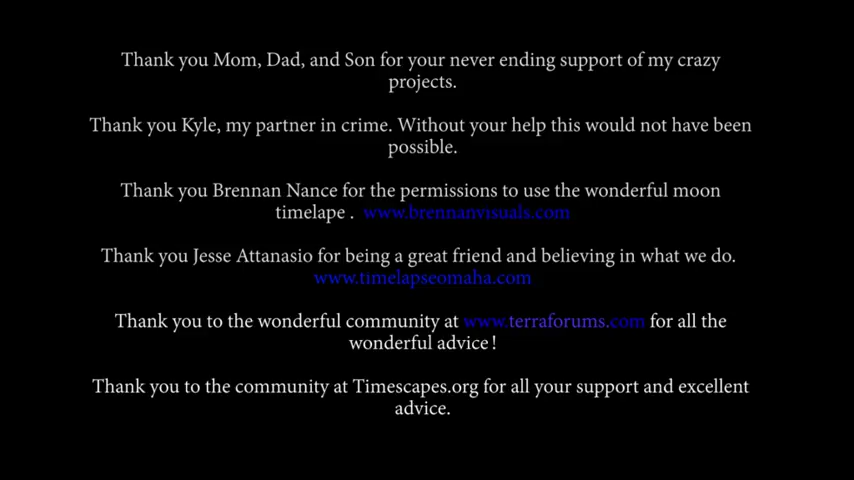 Thank you Mom, Dad, and Son for your never ending support of my crazy
projects.
Thank you Kyle, my partner in crime. Without your help this would not have been
possible.
Thank you Brennan Nance for the permissions to use the wonderful moon
timelape . www.brennanvisuals.com
Thank you Jesse Attanasio for being a great friend and believing in what we do.
www.timelapseomaha.com
Thank you to the wonderful community at www.terraforums.com for all the
wonderful advice !
Thank you to the community at Timescapes.org for all your support and excellent
advice.